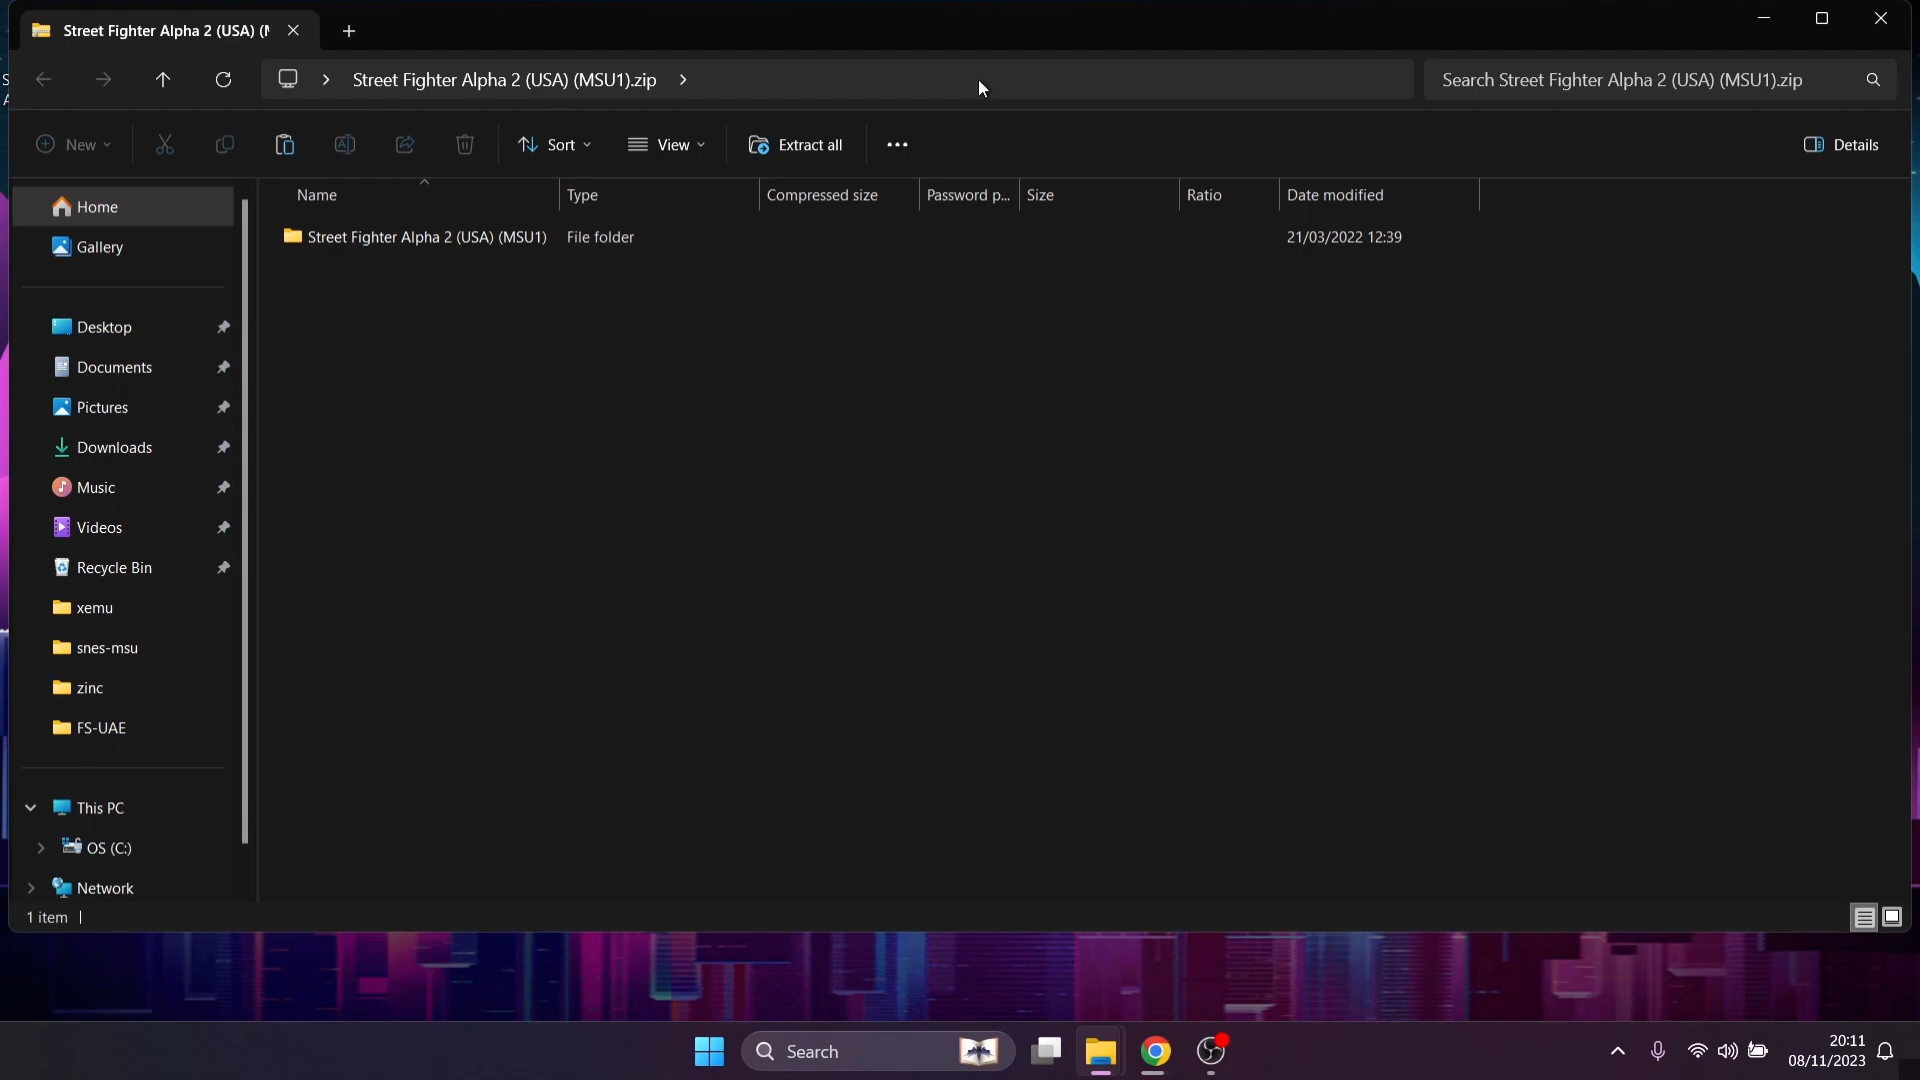 Street Fighter Alpha 2 (USA) (M
Street Fighter Alpha 2 (USA) (MSU1).zip
Search Street Fighter Alpha 2 (USA) (MSU1).zip
New
Sort
View
Extract all
Details
Name
Type
Compressed size
Password p...
Size
Ratio
Date modified
Street Fighter Alpha 2 (USA) (MSU1)
File folder
21/03/2022 12:39
Home
Gallery
Desktop
Documents
Pictures
Downloads
Music
Videos
Recycle Bin
xemu
snes-msu
zinc
FS-UAE
This PC
OS (C:)
Network
1 item
Search
20:11
08/11/2023